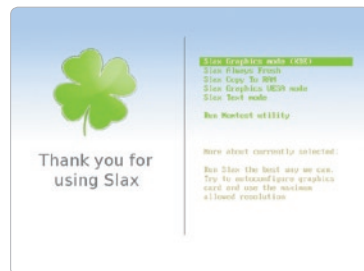 Thank you for
using Slax
Slax Graphics mode (KDE)
Slax Always Fresh
Slax Copy To RAM
Slax Graphics VESA mode
Slax Text mode
Run Memtest utility
More about currently selected:
Run Slax the best way we can.
Try to autoconfigure graphics
card and use the maximum
allowed resolution